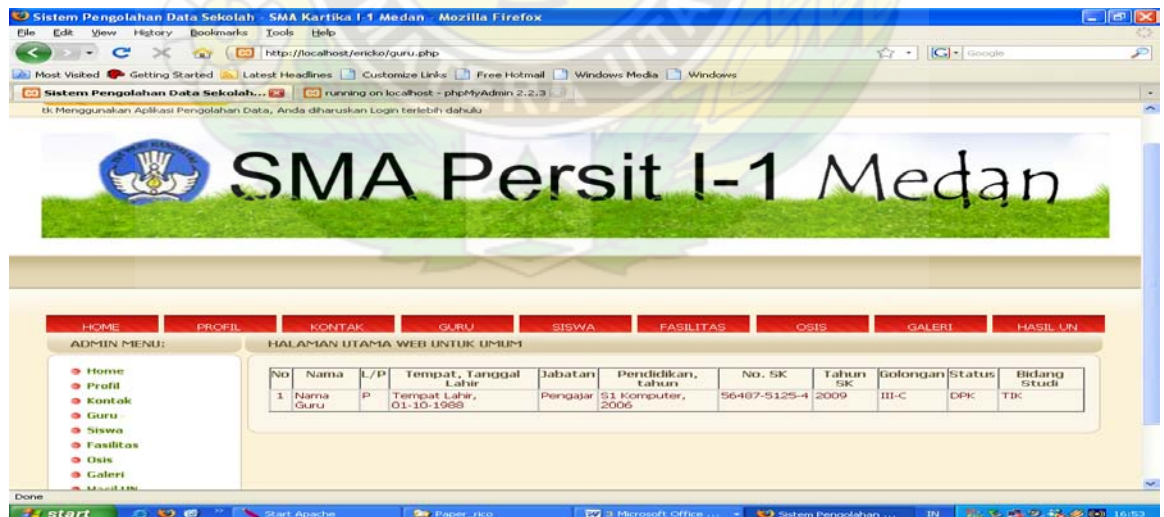 Sistem Pengolahan Data Sekolah - SMA Kartika I-1 Medan - Mozilla Firefox
File Edit View History Bookmarks Tools Help
http://localhost/ericko/guru.php
Google
Most Visited Getting Started Latest Headlines Customize Links Free Hotmail Windows Media Windows
Sistem Pengolahan Data Sekolah... running on localhost - phpMyAdmin 2.2.3
tk Menggunakan Aplikasi Pengolahan Data, Anda diharuskan Login terlebih dahulu
SMA Persit I-1 Medan
HOME PROFIL KONTAK GURU SISWA FASILITAS OSIS GALERI HASIL UN
ADMIN MENU: HALAMAN UTAMA WEB UNTUK UMUM
Home
Profil
Kontak
Guru
Siswa
Fasilitas
Osis
Galeri
Hasil UN
No Nama L/P Tempat, Tanggal Jabatan Pendidikan, No. SK Tahun Golongan Status Bidang
Lahir tahun SK Studi
1 Nama P Tempat Lahir, Pengajar S1 Komputer, 56487-5125-4 2009 III-C DPK TIK
Guru 01-10-1988 2006
Done
start Start Apache Paper_rico 3 Microsoft Office ... Sistem Pengolahan ... IN 16:53